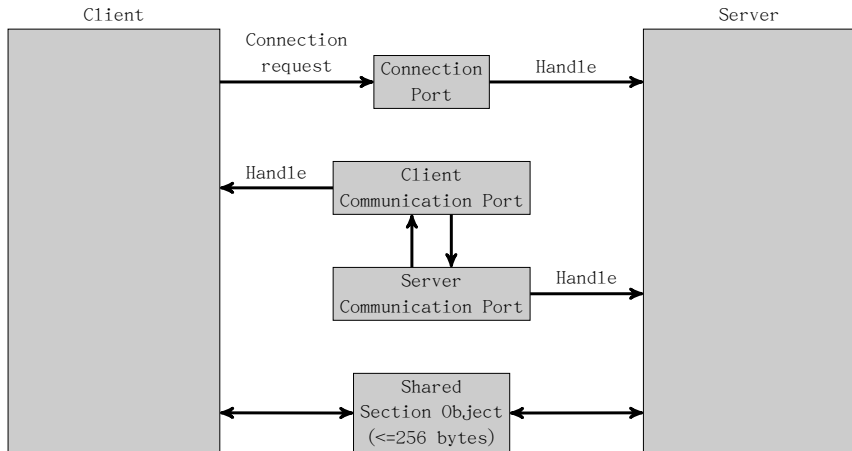 Client
Server
Connection
request
Connection
Port
Handle
Handle
Client
Communication Port
Server
Communication Port
Handle
Shared
Section Object
(<=256 bytes)